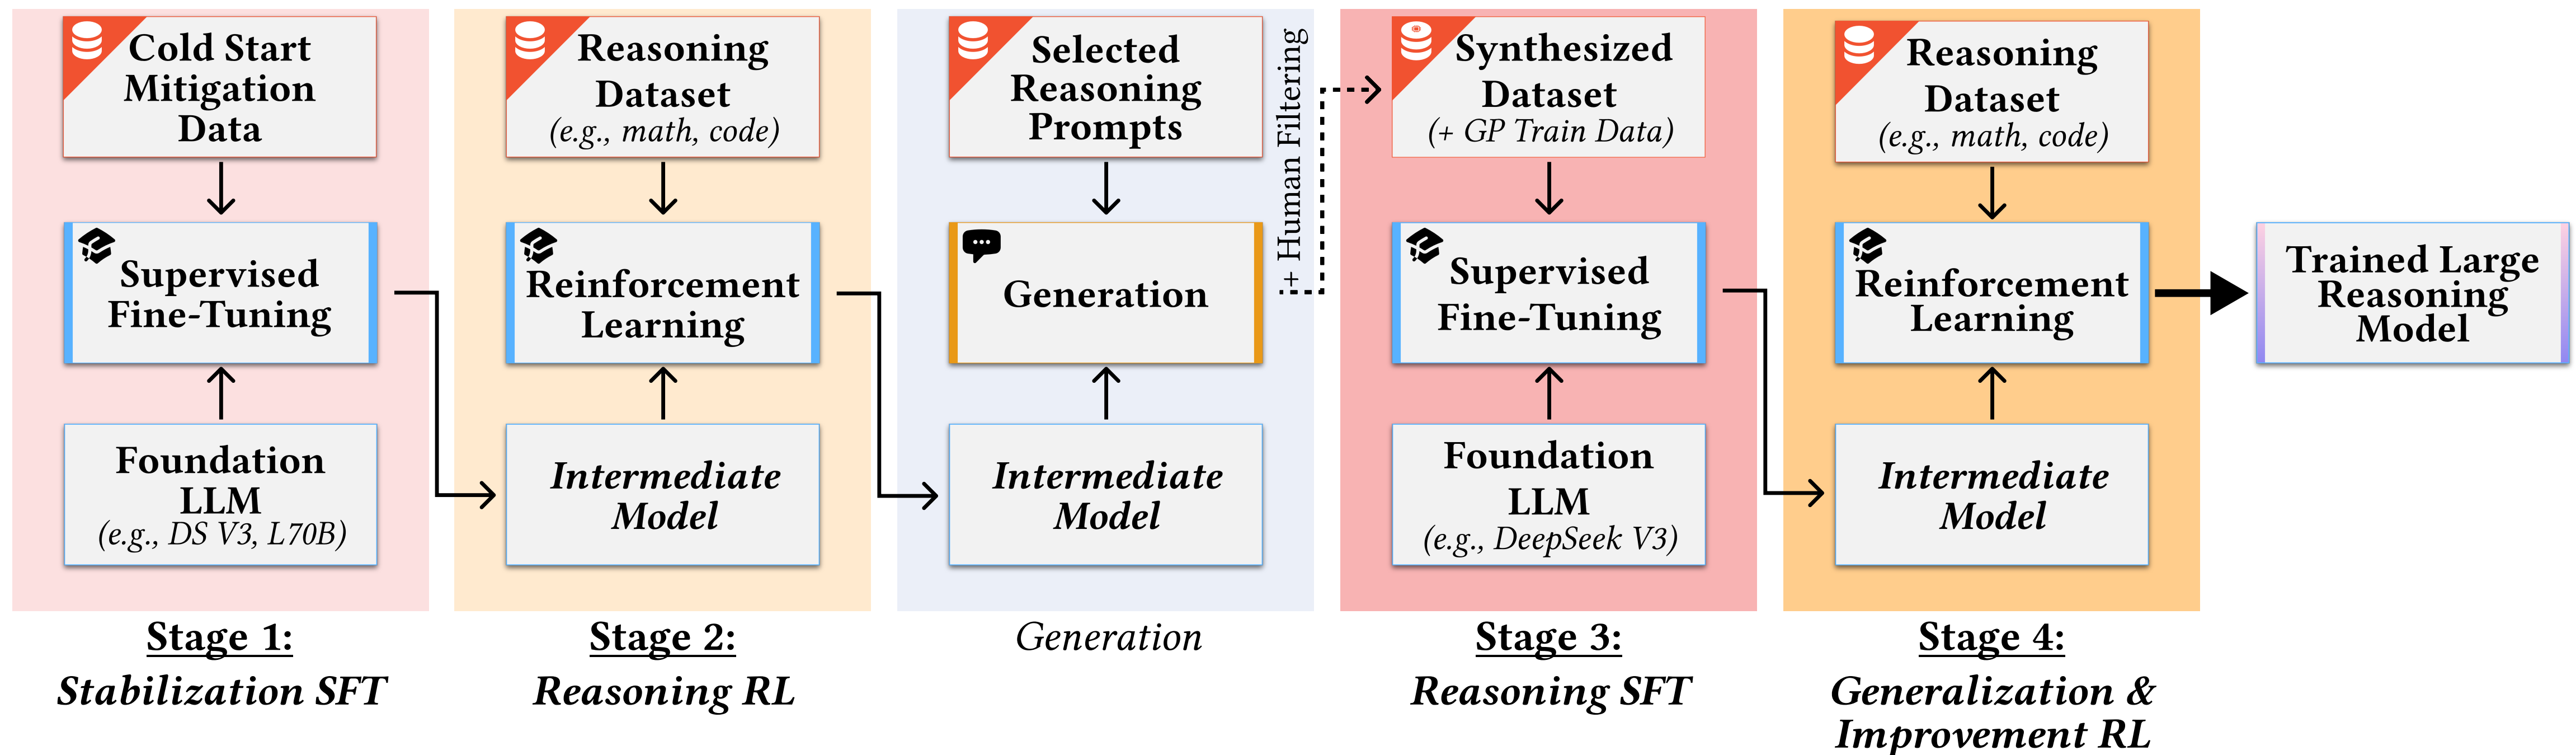 Cold Start
Mitigation
Data
Supervised
Fine-Tuning
Foundation
LLM
(e.g., DS V3, L70B)
Stage 1:
Stabilization SFT
Reasoning
Dataset
(e.g., math, code)
Reinforcement
Learning
Intermediate
Model
Stage 2:
Reasoning RL
Selected
Reasoning
Prompts
Generation
Intermediate
Model
Generation
+ Human Filtering
Synthesized
Dataset
(+ GP Train Data)
Supervised
Fine-Tuning
Foundation
LLM
(e.g., DeepSeek V3)
Stage 3:
Reasoning SFT
Reasoning
Dataset
(e.g., math, code)
Reinforcement
Learning
Intermediate
Model
Stage 4:
Generalization &
Improvement RL
Trained Large
Reasoning
Model